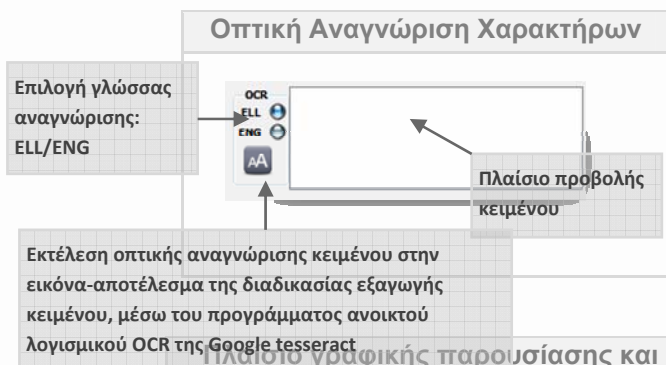 Οπτική Αναγνώριση Χαρακτήρων
Επιλογή γλώσσας
αναγνώρισης:
ELL/ENG
OCR
ELL
ENG
AA
Πλαίσιο προβολής
κειμένου
Εκτέλεση οπτικής αναγνώρισης κειμένου στην
εικόνα-αποτέλεσμα της διαδικασίας εξαγωγής
κειμένου, μέσω του προγράμματος ανοικτού
λογισμικού OCR της Google tesseract
Πλαίσιο γραφικής παρουσίασης και